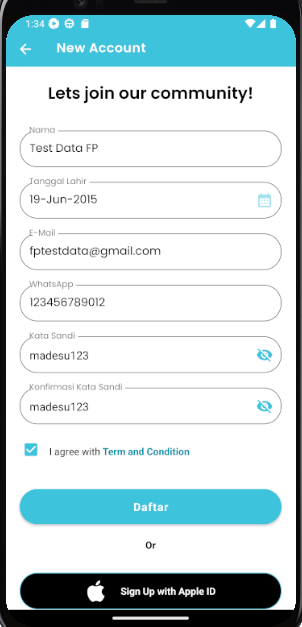 1:34
New Account
Lets join our community!
Nama
Test Data FP
Tanggal Lahir
19-Jun-2015
E-Mail
fptestdata@gmail.com
WhatsApp
123456789012
Kata Sandi
madesu123
Konfirmasi Kata Sandi
madesu123
I agree with Term and Condition
Daftar
Or
Sign Up with Apple ID